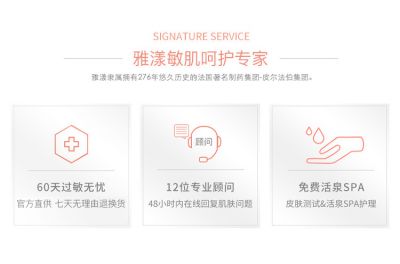 SIGNATURE SERVICE
雅漾敏肌呵护专家
雅漾隶属拥有276年悠久历史的法国著名制药集团-皮尔法伯集团。
顾问
60天过敏无忧
官方直供 七天无理由退换货
12位专业顾问
48小时内在线回复肌肤问题
免费活泉SPA
皮肤测试&活泉SPA护理